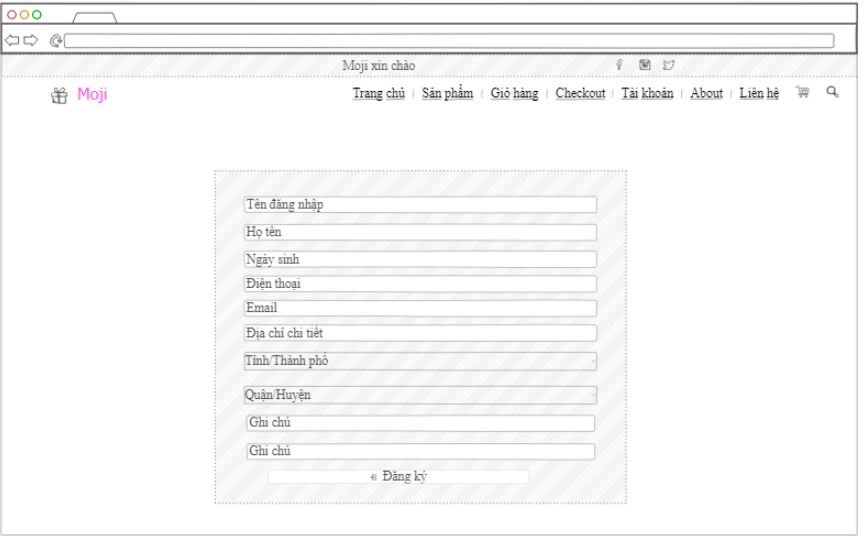 Moji xin chào
Moji
Trang chủ Sản phẩm Giỏ hàng Checkout Tài khoản About Liên hệ
Tên đăng nhập
Họ tên
Ngày sinh
Điện thoại
Email
Địa chỉ chi tiết
Tỉnh/Thành phố
Quận/Huyện
Ghi chú
Ghi chú
Đăng ký